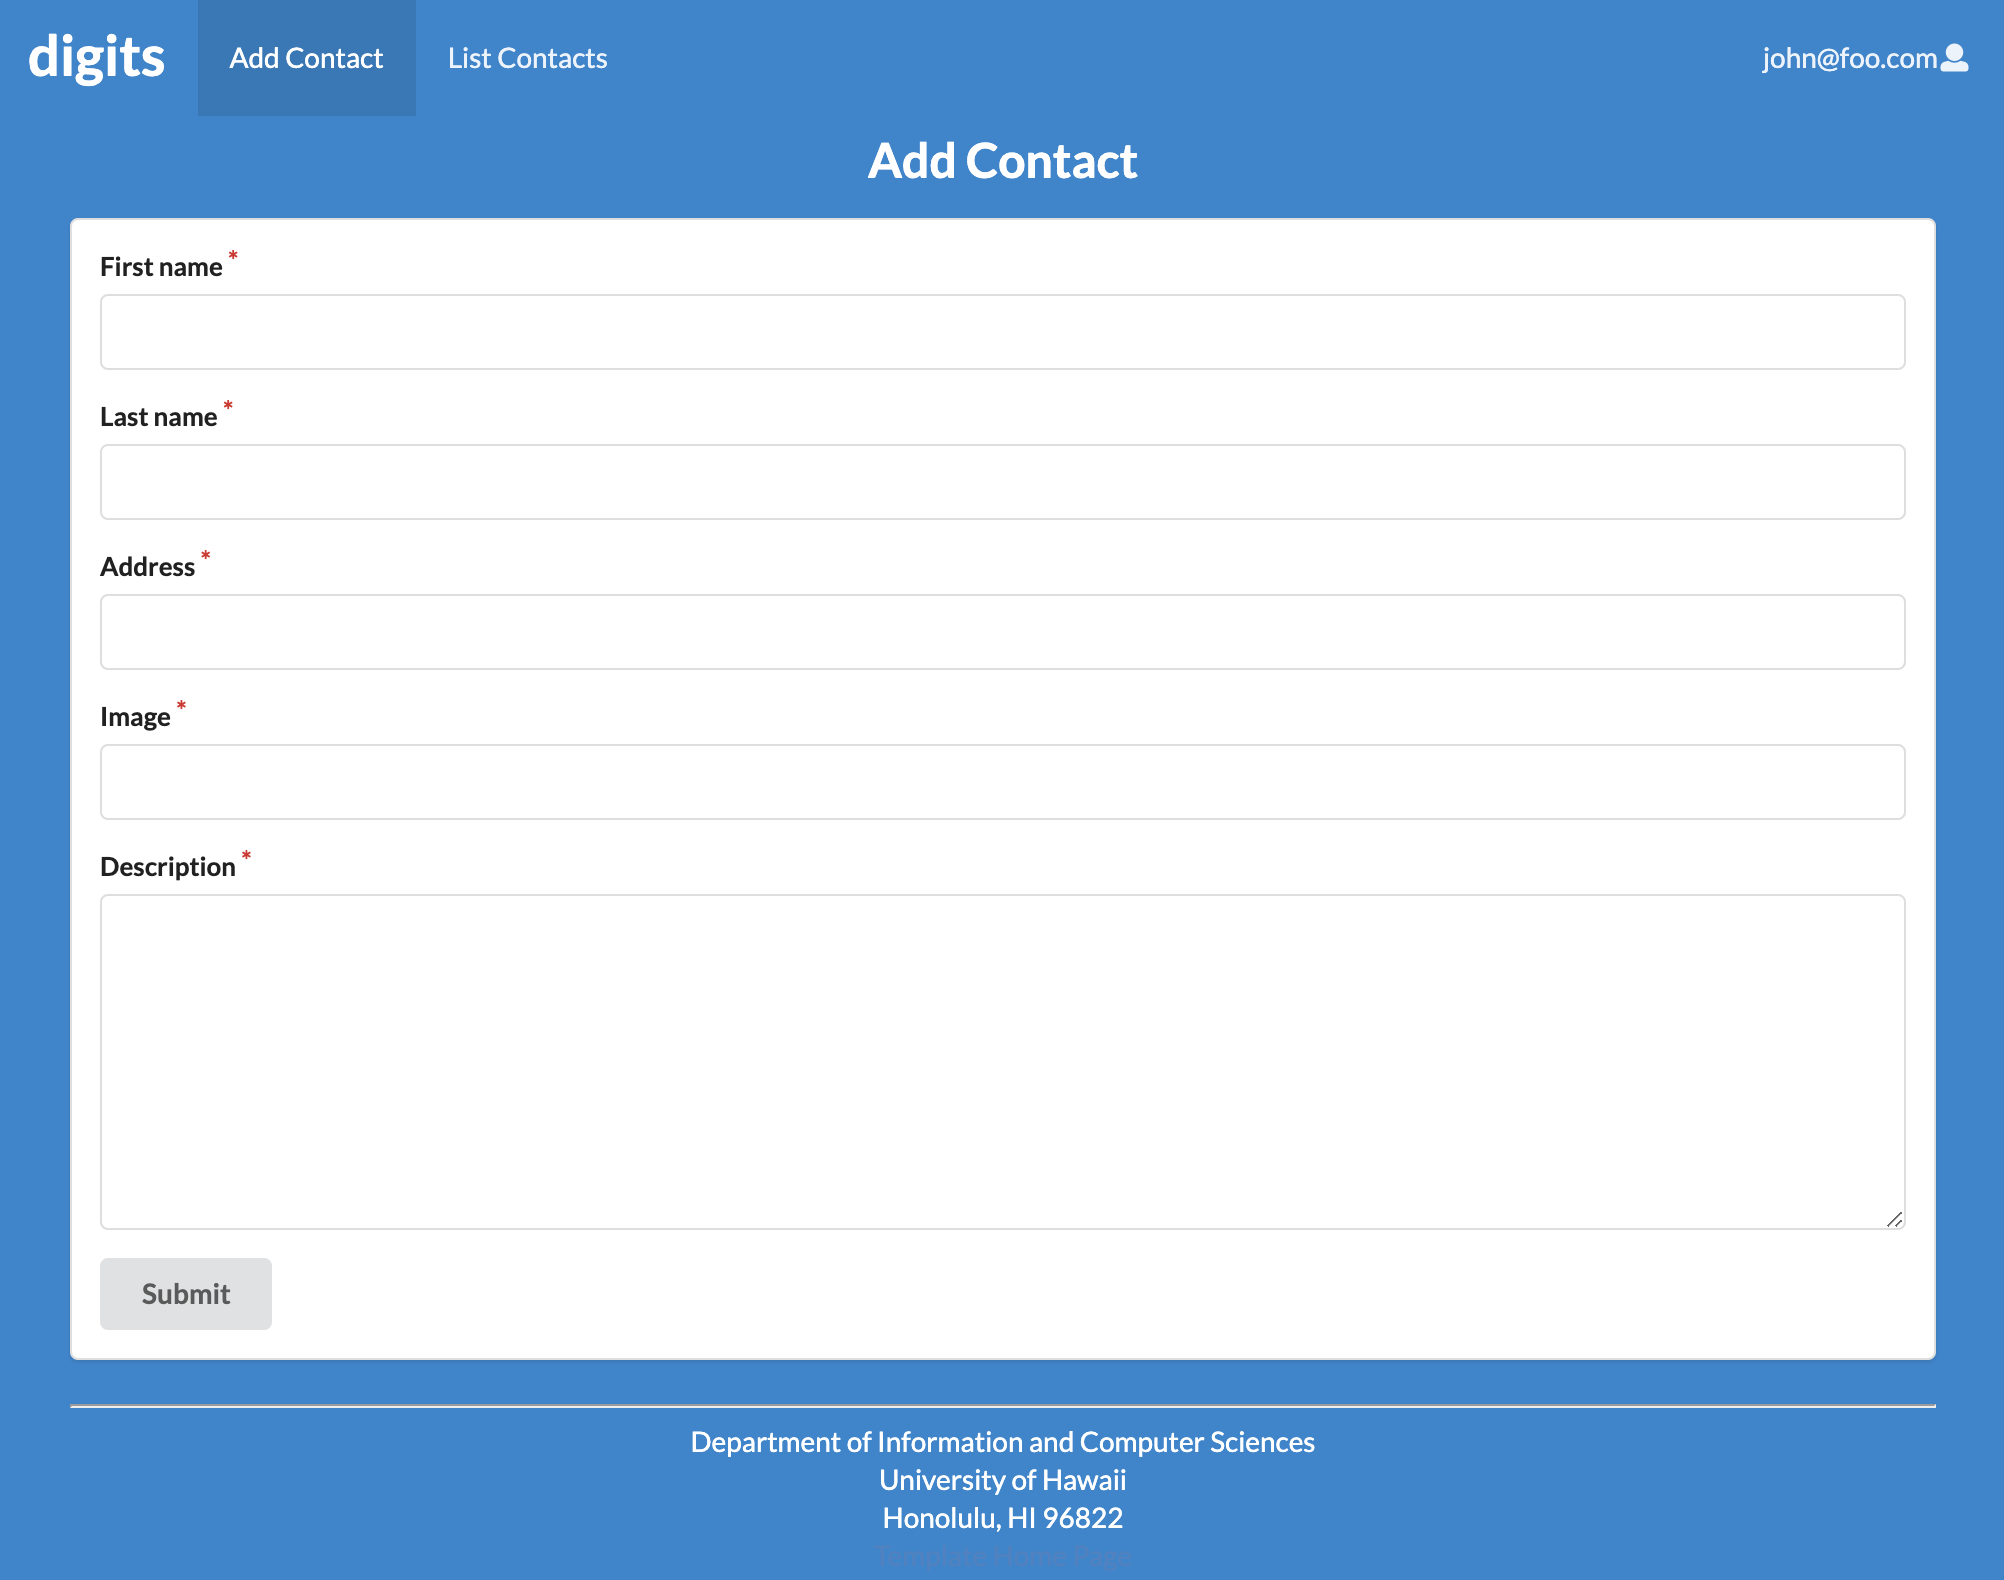 digits Add Contact List Contacts john@foo.com
Add Contact
First name *
Last name *
Address *
Image *
Description *
Submit
Department of Information and Computer Sciences
University of Hawaii
Honolulu, HI 96822
Template Home Page